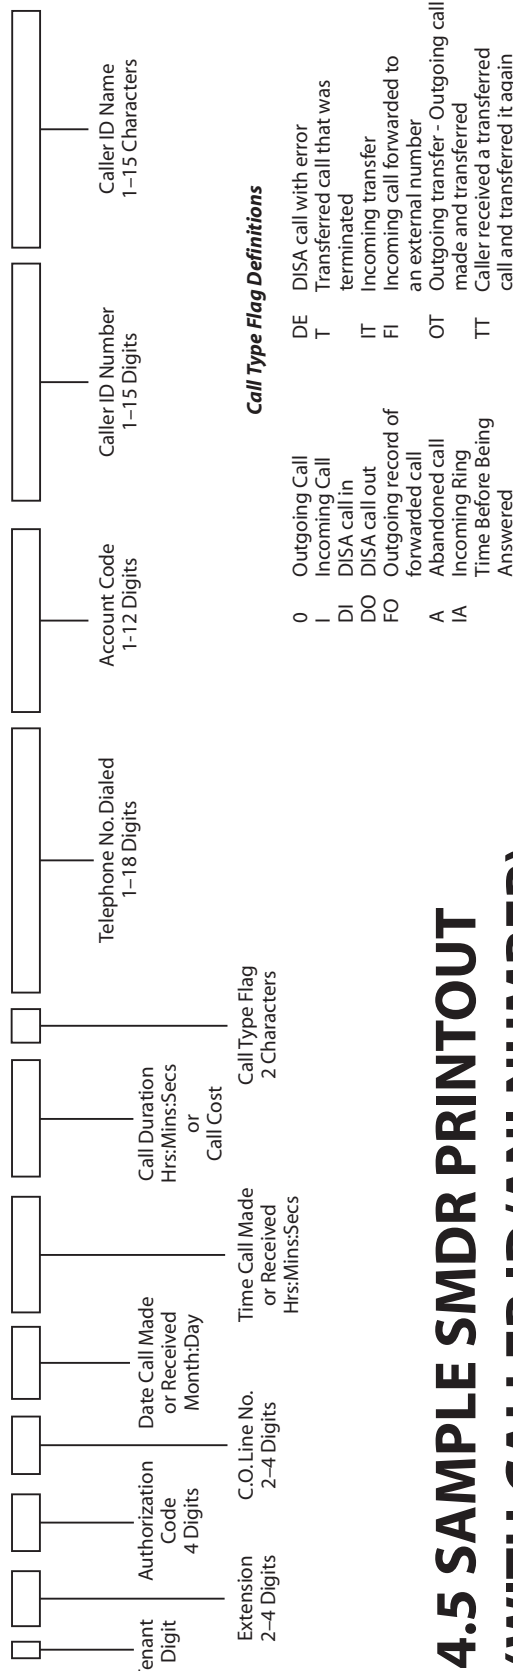 Tenant
Digit
Extension
2–4 Digits
Authorization
Code
4 Digits
C.O. Line No.
2–4 Digits
Date Call Made
or Received
Month:Day
Time Call Made
or Received
Hrs:Mins:Secs
Call Duration
Hrs:Mins:Secs
or
Call Cost
Call Type Flag
2 Characters
Telephone No. Dialed
1–18 Digits
Account Code
1-12 Digits
Caller ID Number
1–15 Digits
Caller ID Name
1–15 Characters
Call Type Flag Definitions
0 Outgoing Call
I Incoming Call
DI DISA call in
DO DISA call out
FO Outgoing record of
forwarded call
A Abandoned call
IA Incoming Ring
Time Before Being
Answered
DE DISA call with error
T Transferred call that was
terminated
IT Incoming transfer
FI Incoming call forwarded to
an external number
OT Outgoing transfer - Outgoing call
made and transferred
TT Caller received a transferred
call and transferred it again
4.5 SAMPLE SMDR PRINTOUT
(WITH CALLER ID/ANI NUMBER)